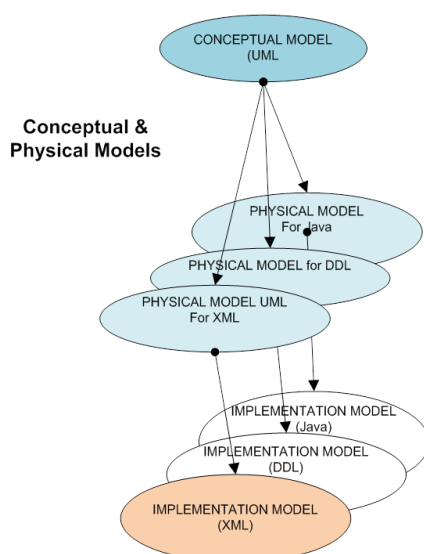 CONCEPTUAL MODEL
(UML
Conceptual &
Physical Models
PHYSICAL MODEL
For Java
PHYSICAL MODEL for DDL
PHYSICAL MODEL UML
For XML
IMPLEMENTATION MODEL
(Java)
IMPLEMENTATION MODEL
(DDL)
IMPLEMENTATION MODEL
(XML)